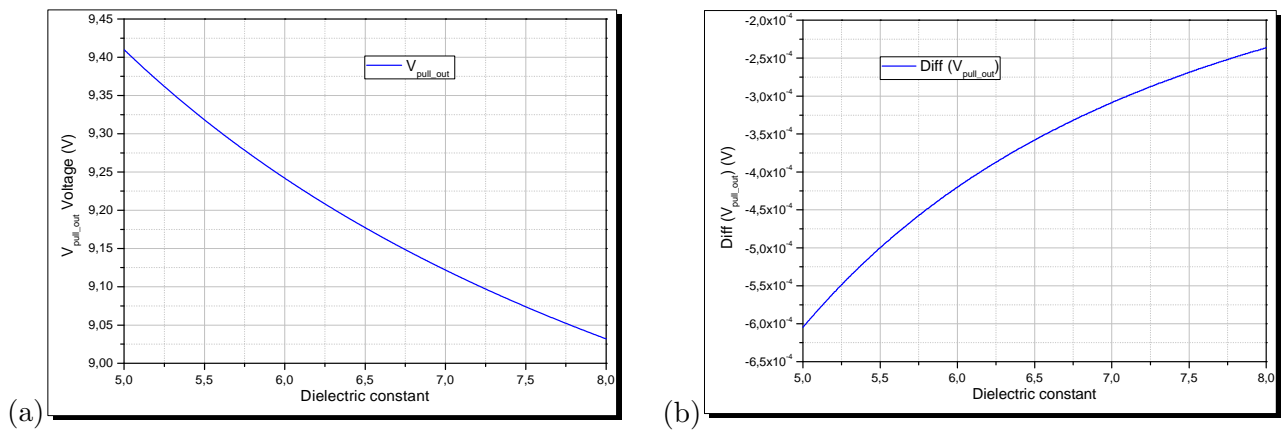 9,45
9,40
9,35
9,30
9,25
9,20
9,15
9,10
9,05
9,00
V_pull_out Voltage (V)
V_pull_out
5,0 5,5 6,0 6,5 7,0 7,5 8,0
Dielectric constant
(a)
-2,0x10^-4
-2,5x10^-4
-3,0x10^-4
-3,5x10^-4
-4,0x10^-4
-4,5x10^-4
-5,0x10^-4
-5,5x10^-4
-6,0x10^-4
-6,5x10^-4
Diff (V_pull_out) (V)
Diff (V_pull_out)
5,0 5,5 6,0 6,5 7,0 7,5 8,0
Dielectric constant
(b)